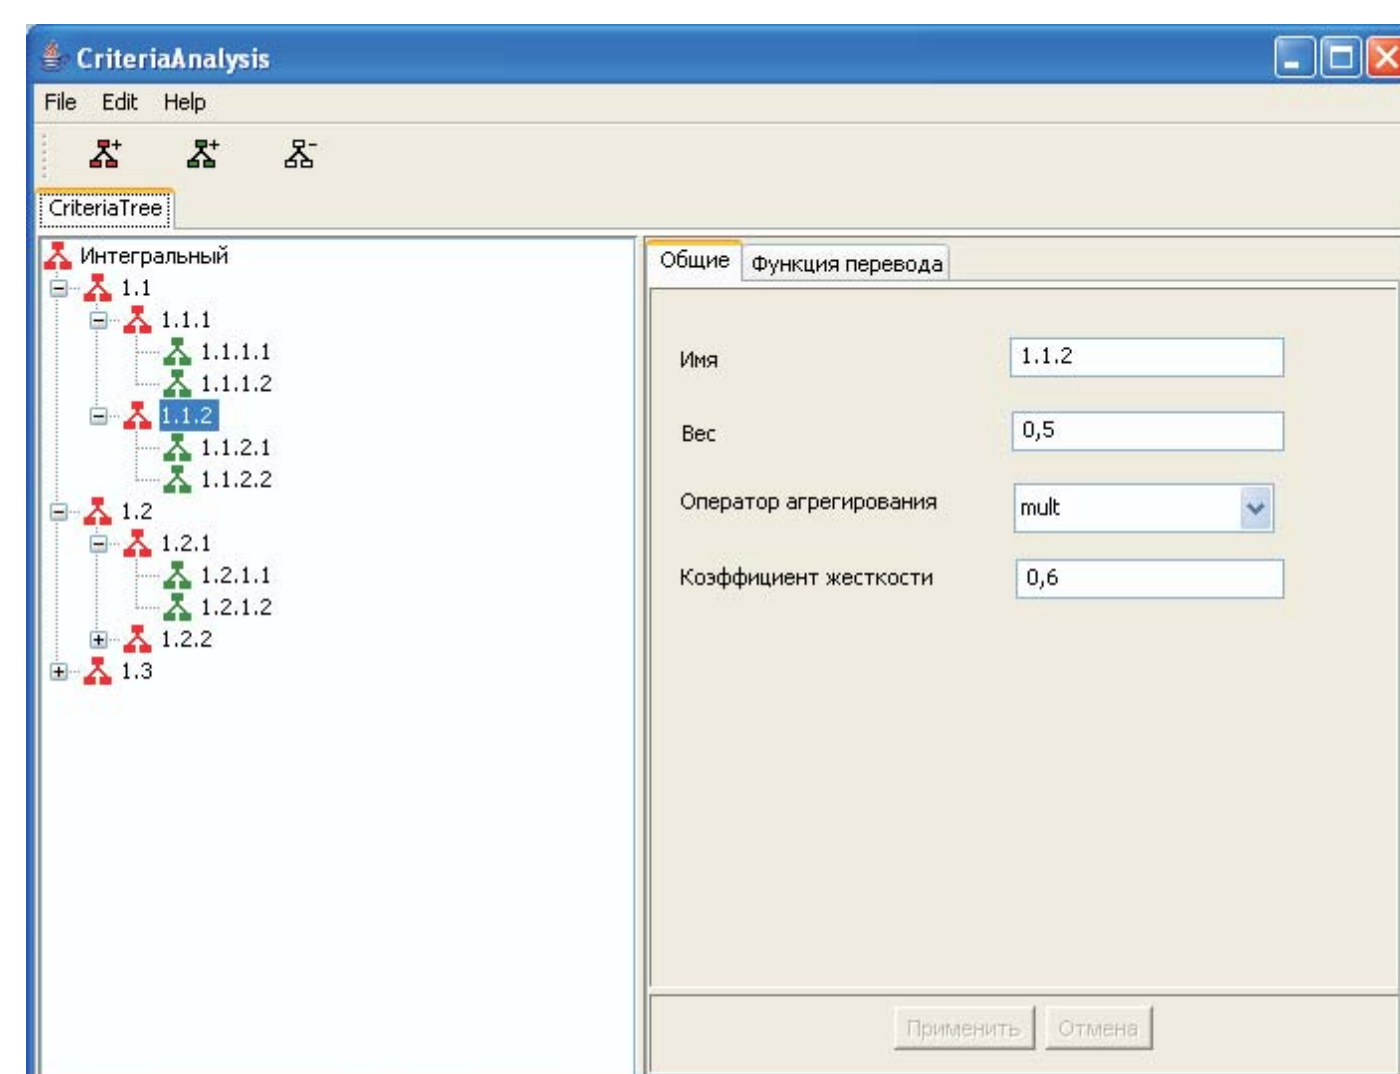 CriteriaAnalysis
File Edit Help
CriteriaTree
Интегральный
1.1
1.1.1
1.1.1.1
1.1.1.2
1.1.2
1.1.2.1
1.1.2.2
1.2
1.2.1
1.2.1.1
1.2.1.2
1.2.2
1.3
Общие Функция перевода
Имя 1.1.2
Вес 0,5
Оператор агрегирования mult
Коэффициент жесткости 0,6
Применить Отмена